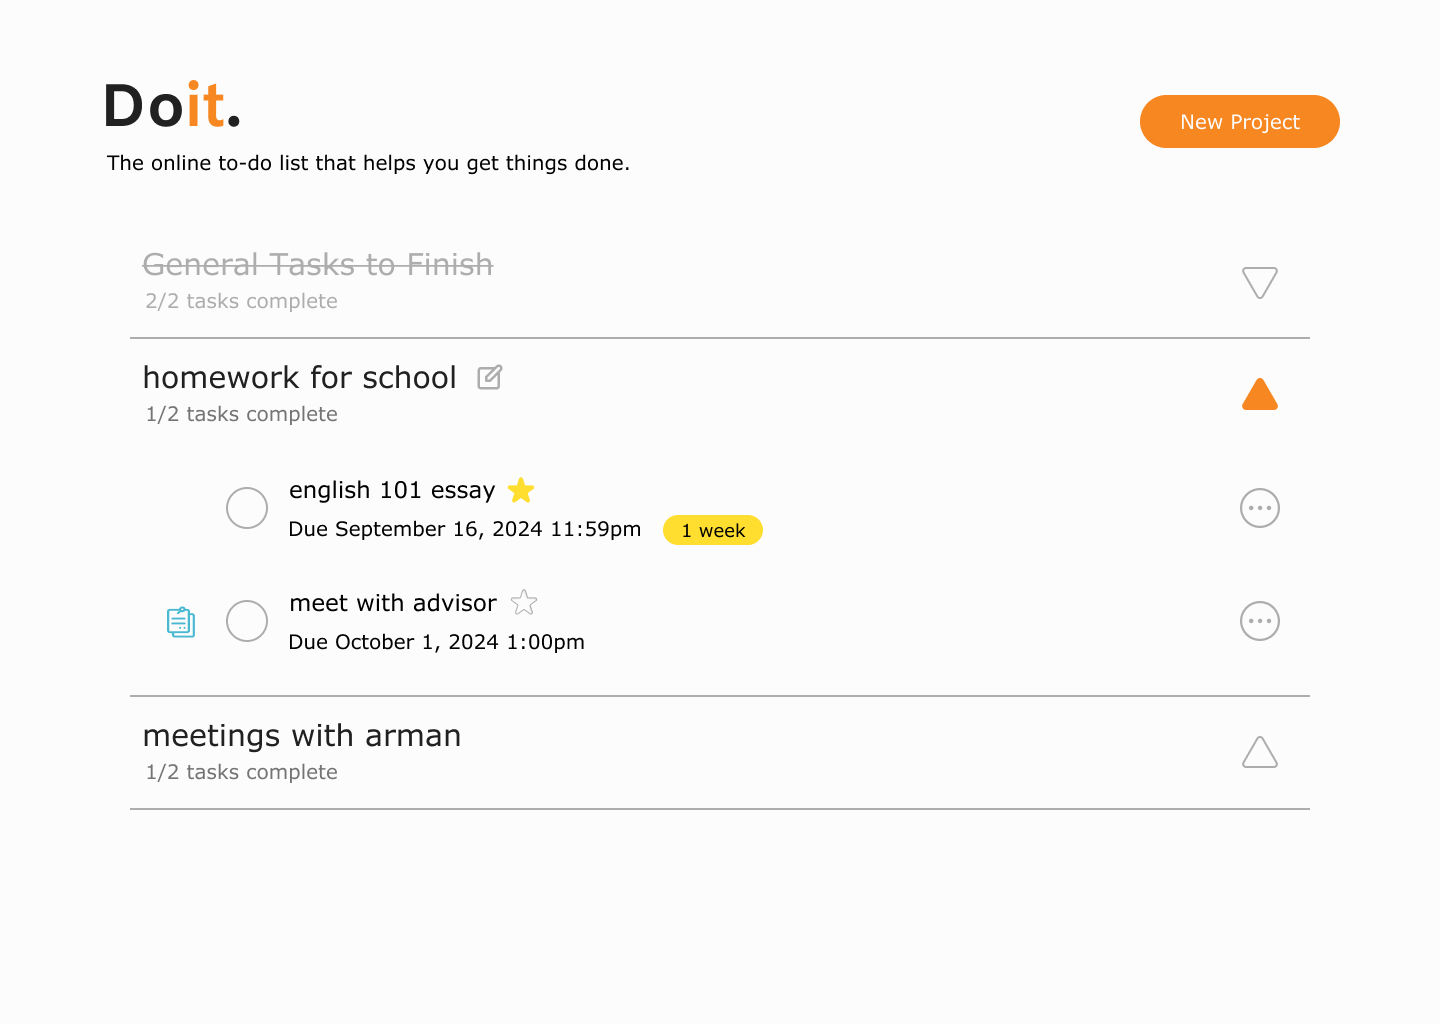 Doit.
New Project
The online to-do list that helps you get things done.
General Tasks to Finish
2/2 tasks complete
homework for school
1/2 tasks complete
english 101 essay
Due September 16, 2024 11:59pm 1 week
meet with advisor
Due October 1, 2024 1:00pm
meetings with arman
1/2 tasks complete